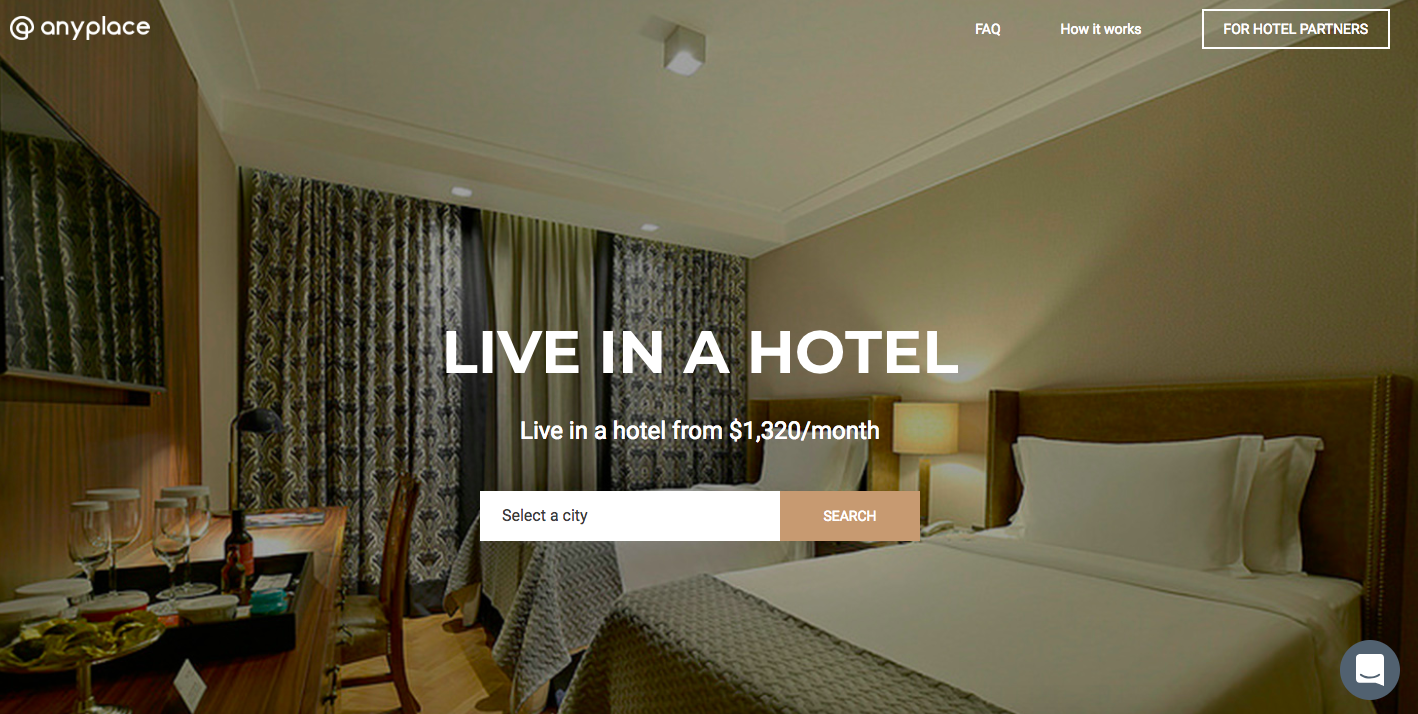 anyplace
FAQ
How it works
FOR HOTEL PARTNERS
LIVE IN A HOTEL
Live in a hotel from $1,320/month
Select a city
SEARCH